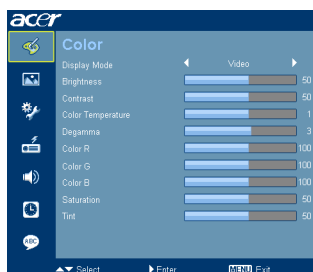 acer
Color
Display Mode Video
Brightness 50
Contrast 50
Color Temperature 1
Degamma 3
Color R 100
Color G 100
Color B 100
Saturation 50
Tint 50
ABC
Select Enter MENU Exit